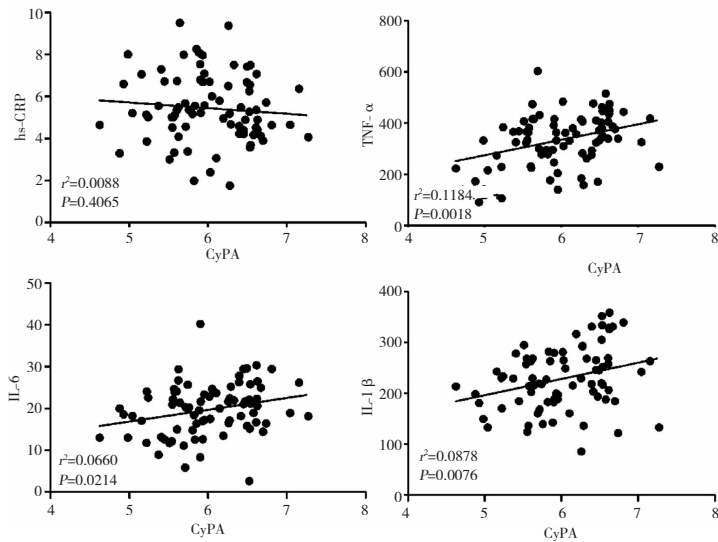 10
8
6
4
2
0
hs-CRP
r²=0.0088
P=0.4065
4 5 6 7 8
CyPA
800
600
400
200
0
TNF- α
r²=0.1184
P=0.0018
4 5 6 7 8
CyPA
50
40
30
20
10
0
IL-6
r²=0.0660
P=0.0214
4 5 6 7 8
CyPA
400
300
200
100
0
IL-1 β
r²=0.0878
P=0.0076
4 5 6 7 8
CyPA